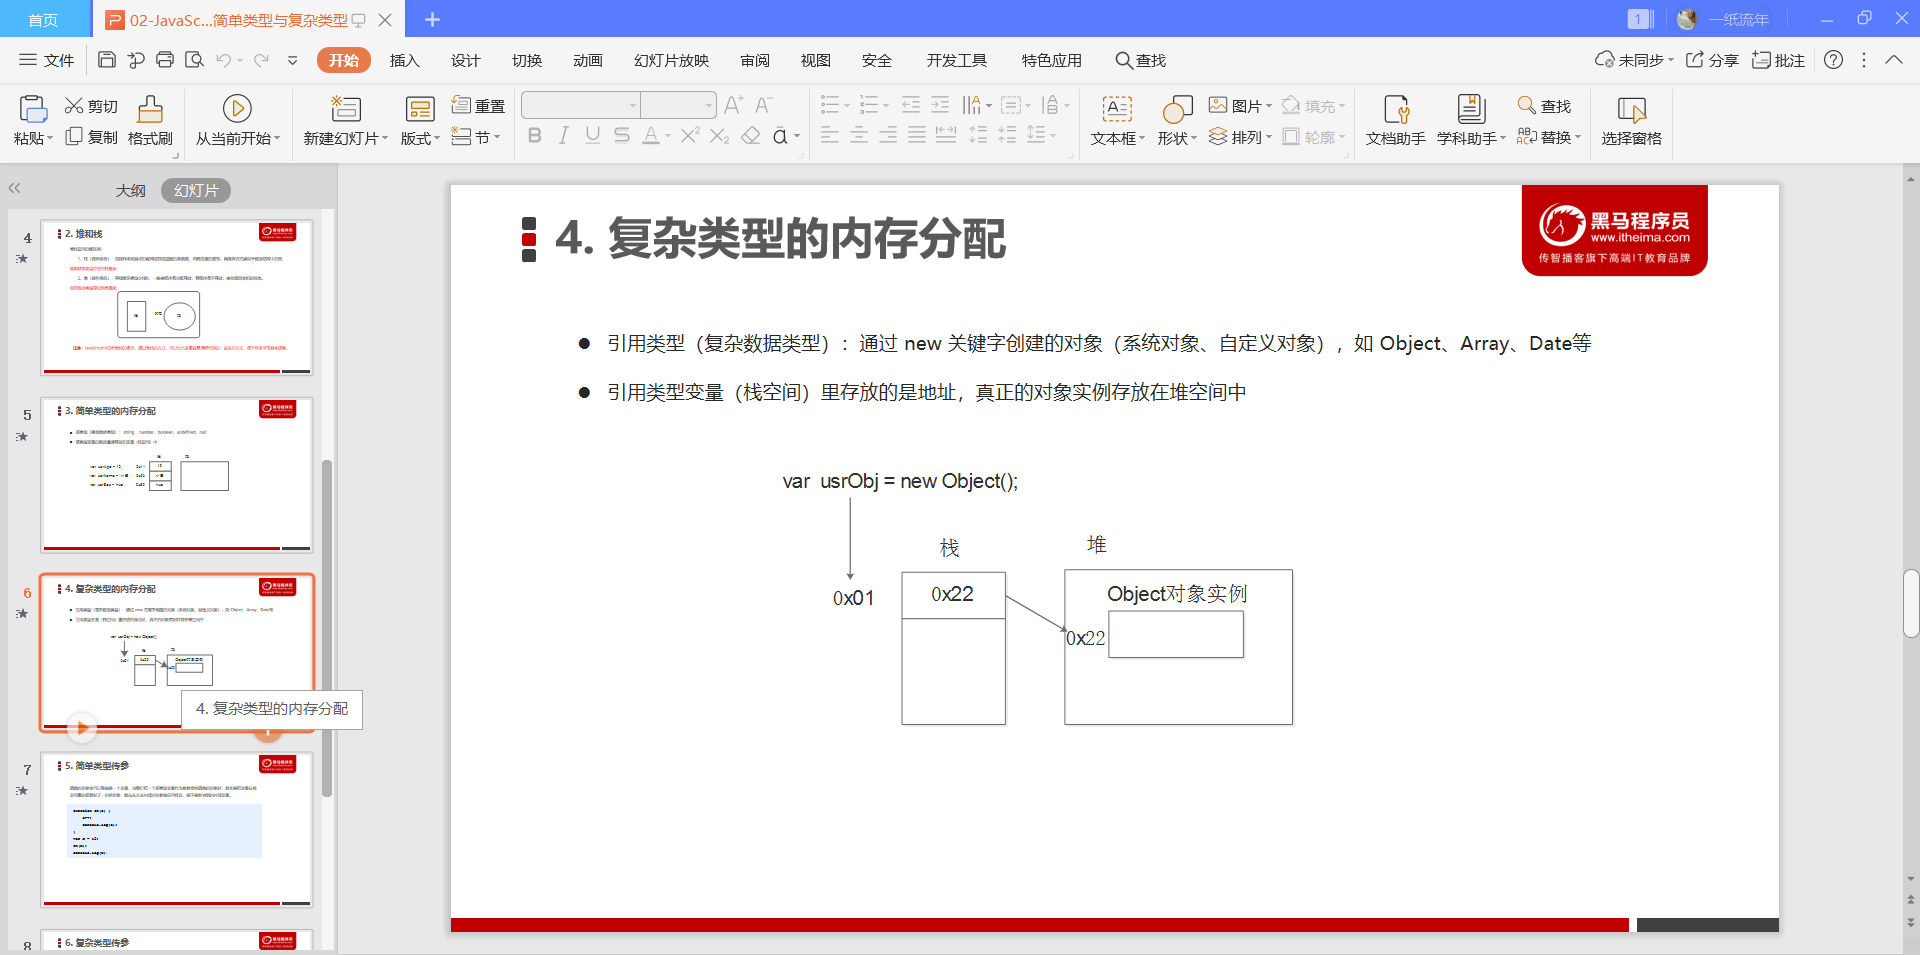 首页
02-JavaSc...简单类型与复杂类型
1
一纸流年
文件
开始
插入
设计
切换
动画
幻灯片放映
审阅
视图
安全
开发工具
特色应用
查找
未同步
分享
批注
粘贴
剪切
复制
格式刷
从当前开始
新建幻灯片
版式
重置
节
文本框
形状
图片
排列
填充
轮廓
文档助手
学科助手
查找
替换
选择窗格
大纲
幻灯片
4
2. 堆和栈
5
3. 简单类型的内存分配
6
4. 复杂类型的内存分配
4. 复杂类型的内存分配
7
5. 简单类型传参
8
6. 复杂类型传参
4. 复杂类型的内存分配
黑马程序员
www.itheima.com
传智播客旗下高端IT教育品牌
引用类型（复杂数据类型）：通过 new 关键字创建的对象（系统对象、自定义对象），如 Object、Array、Date等
引用类型变量（栈空间）里存放的是地址，真正的对象实例存放在堆空间中
var usrObj = new Object();
栈
堆
0x01
0x22
Object对象实例
0x22